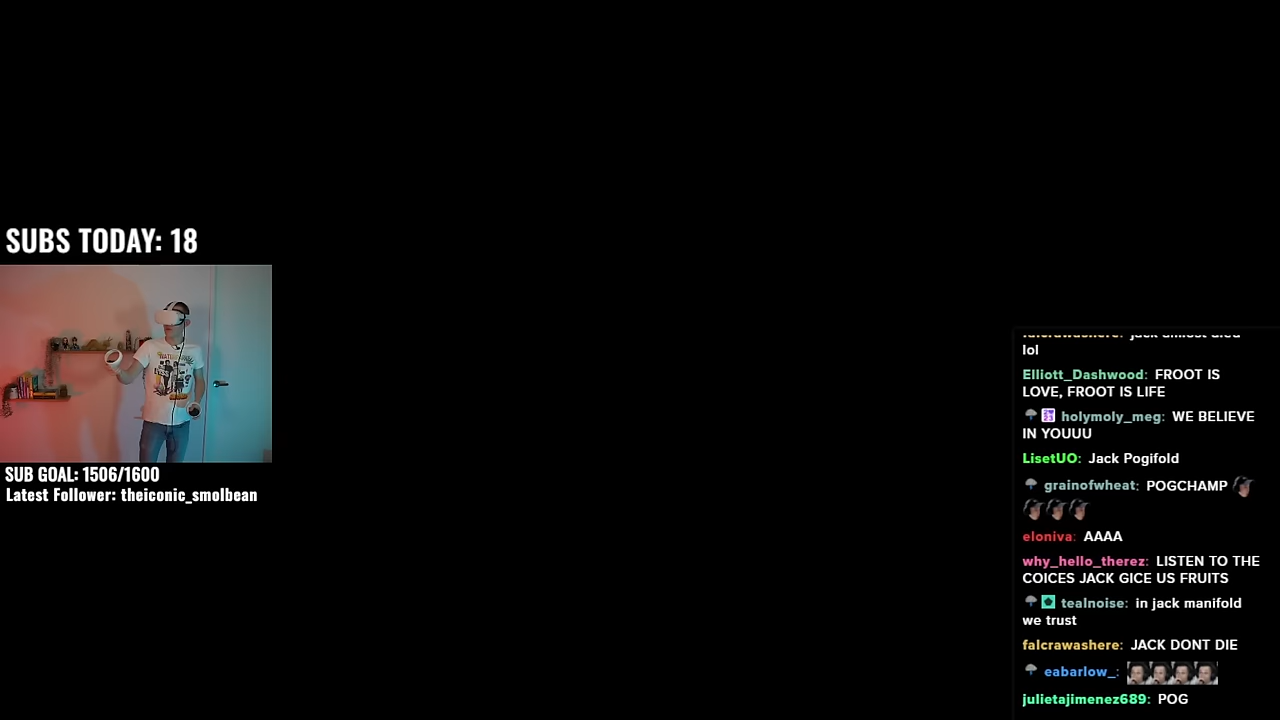 SUBS TODAY: 18
SUB GOAL: 1506/1600
Latest Follower: theiconic_smolbean
lol
Elliott_Dashwood: FROOT IS
LOVE, FROOT IS LIFE
holymoly_meg: WE BELIEVE
IN YOUUU
LisetUO: Jack Pogifold
grainofwheat: POGCHAMP
eloniva: AAAA
why_hello_therez: LISTEN TO THE
COICES JACK GICE US FRUITS
tealnoise: in jack manifold
we trust
falcrawashere: JACK DONT DIE
eabarlow_:
julietajimenez689: POG